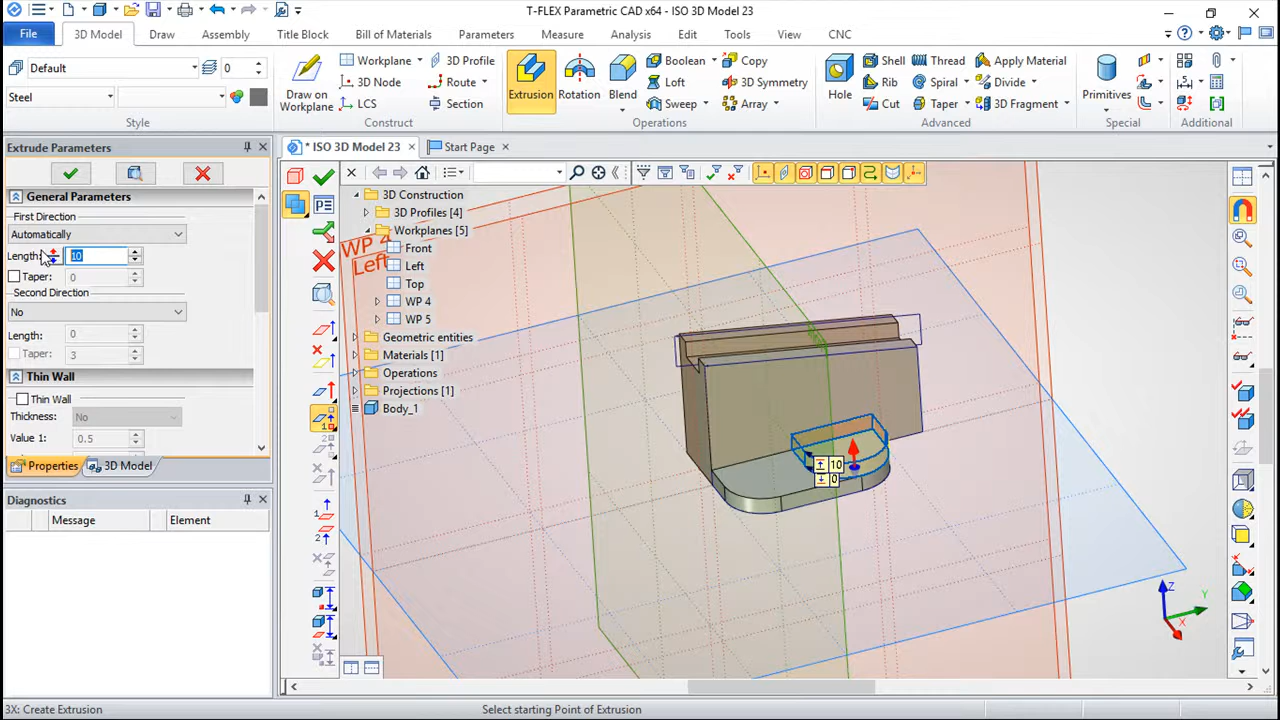 T-FLEX Parametric CAD x64 - ISO 3D Model 23
File
3D Model
Draw
Assembly
Title Block
Bill of Materials
Parameters
Measure
Analysis
Edit
Tools
View
CNC
Default
0
Steel
Style
Draw on
Workplane
Workplane
3D Node
LCS
3D Profile
Route
Section
Construct
Extrusion
Rotation
Blend
Boolean
Loft
Sweep
Copy
3D Symmetry
Array
Operations
Hole
Shell
Rib
Cut
Thread
Spiral
Taper
Apply Material
Divide
3D Fragment
Advanced
Primitives
Special
Additional
Extrude Parameters
General Parameters
First Direction
Automatically
Length: 10
Taper: 0
Second Direction
No
Length: 0
Taper: 3
Thin Wall
Thin Wall
Thickness: No
Value 1: 0.5
Properties
3D Model
Diagnostics
Message
Element
* ISO 3D Model 23
Start Page
3D Construction
3D Profiles [4]
Workplanes [5]
Front
Left
Top
WP 4
WP 5
Geometric entities
Materials [1]
Operations
Projections [1]
Body_1
WP 4
Left
10
0
Z
Y
X
3X: Create Extrusion
Select starting Point of Extrusion